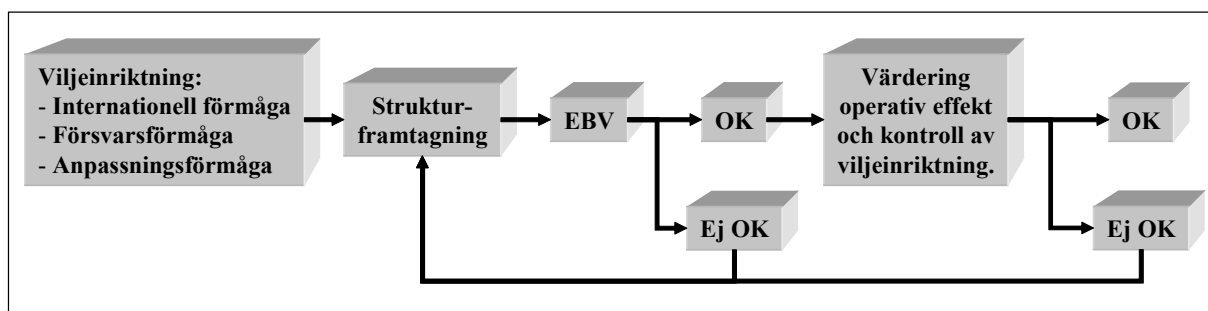 Viljeinriktning:
- Internationell förmåga
- Försvarsförmåga
- Anpassningsförmåga
Struktur-
framtagning
EBV
OK
Värdering
operativ effekt
och kontroll av
viljeinriktning.
OK
Ej OK
Ej OK